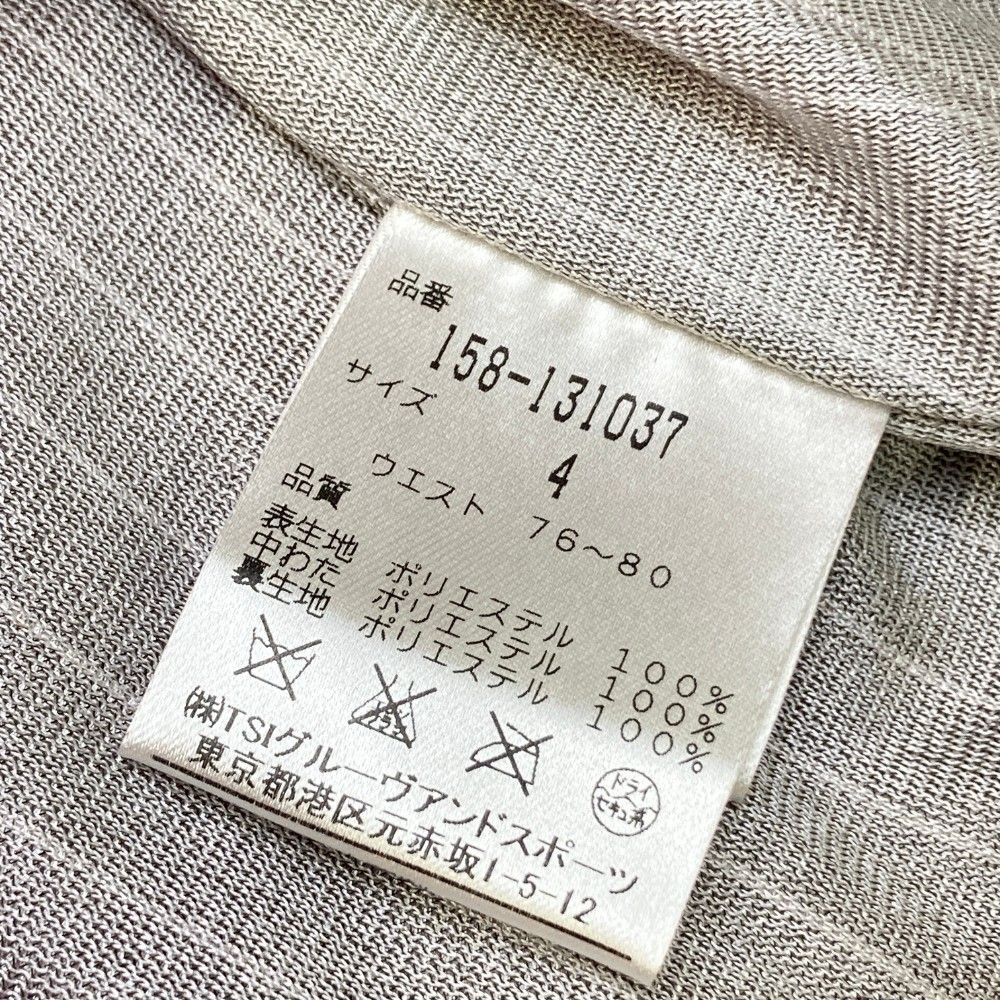 品番
158-131037
サイズ
4
ウエスト 76～80
品質
表生地 ポリエステル 100%
中わた ポリエステル 100%
裏生地 ポリエステル 100%
ドライ
セキユ系
(株)TSIグルーヴアンドスポーツ
東京都港区元赤坂1-5-12